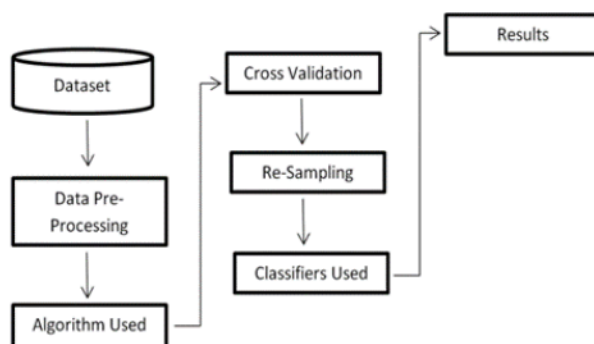 Dataset
Data Pre-
Processing
Algorithm Used
Cross Validation
Re-Sampling
Classifiers Used
Results